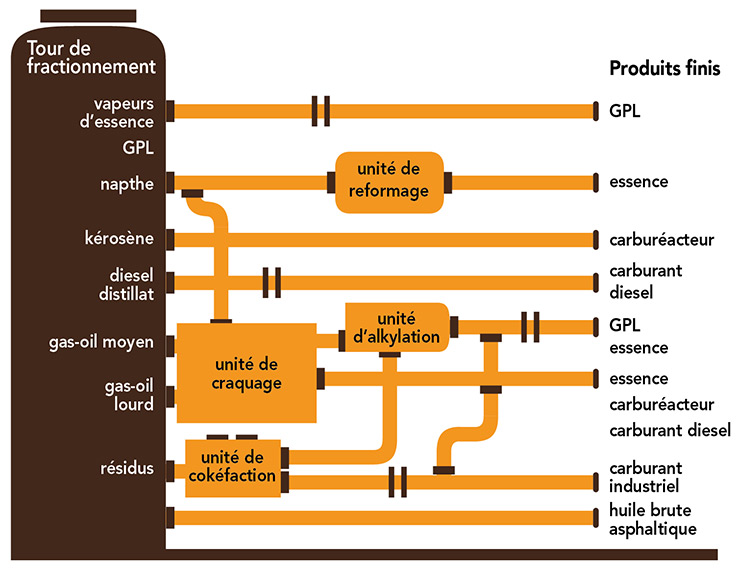 Tour de
fractionnement
Produits finis
vapeurs
d'essence
GPL
GPL
napthe
unité de
reformage
essence
kérosène
carburéacteur
diesel
distillat
carburant
diesel
gas-oil moyen
unité de
craquage
unité
d'alkylation
GPL
essence
gas-oil
lourd
essence
carburéacteur
carburant diesel
résidus
unité de
cokéfaction
carburant
industriel
huile brute
asphaltique